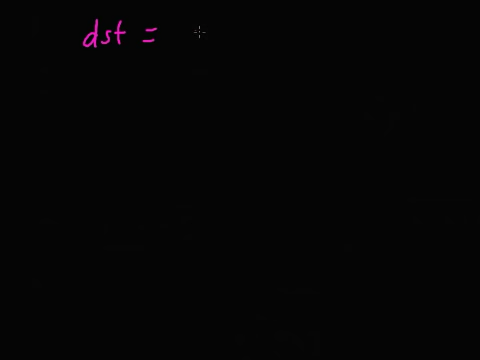 dst =